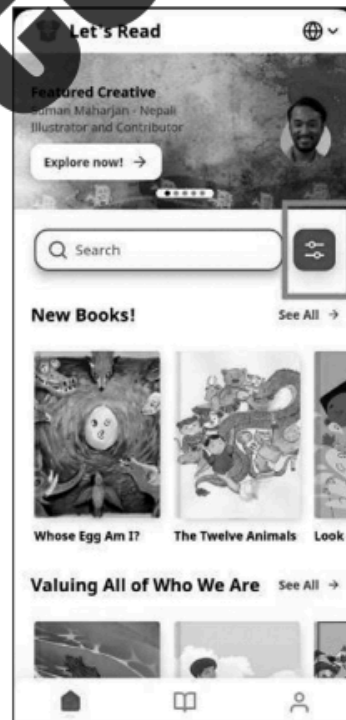 Let's Read
Featured Creative
Suman Maharjan - Nepali
Illustrator and Contributor
Explore now! →
Search
New Books!
See All →
Whose Egg Am I?
The Twelve Animals
Look
Valuing All of Who We Are
See All →